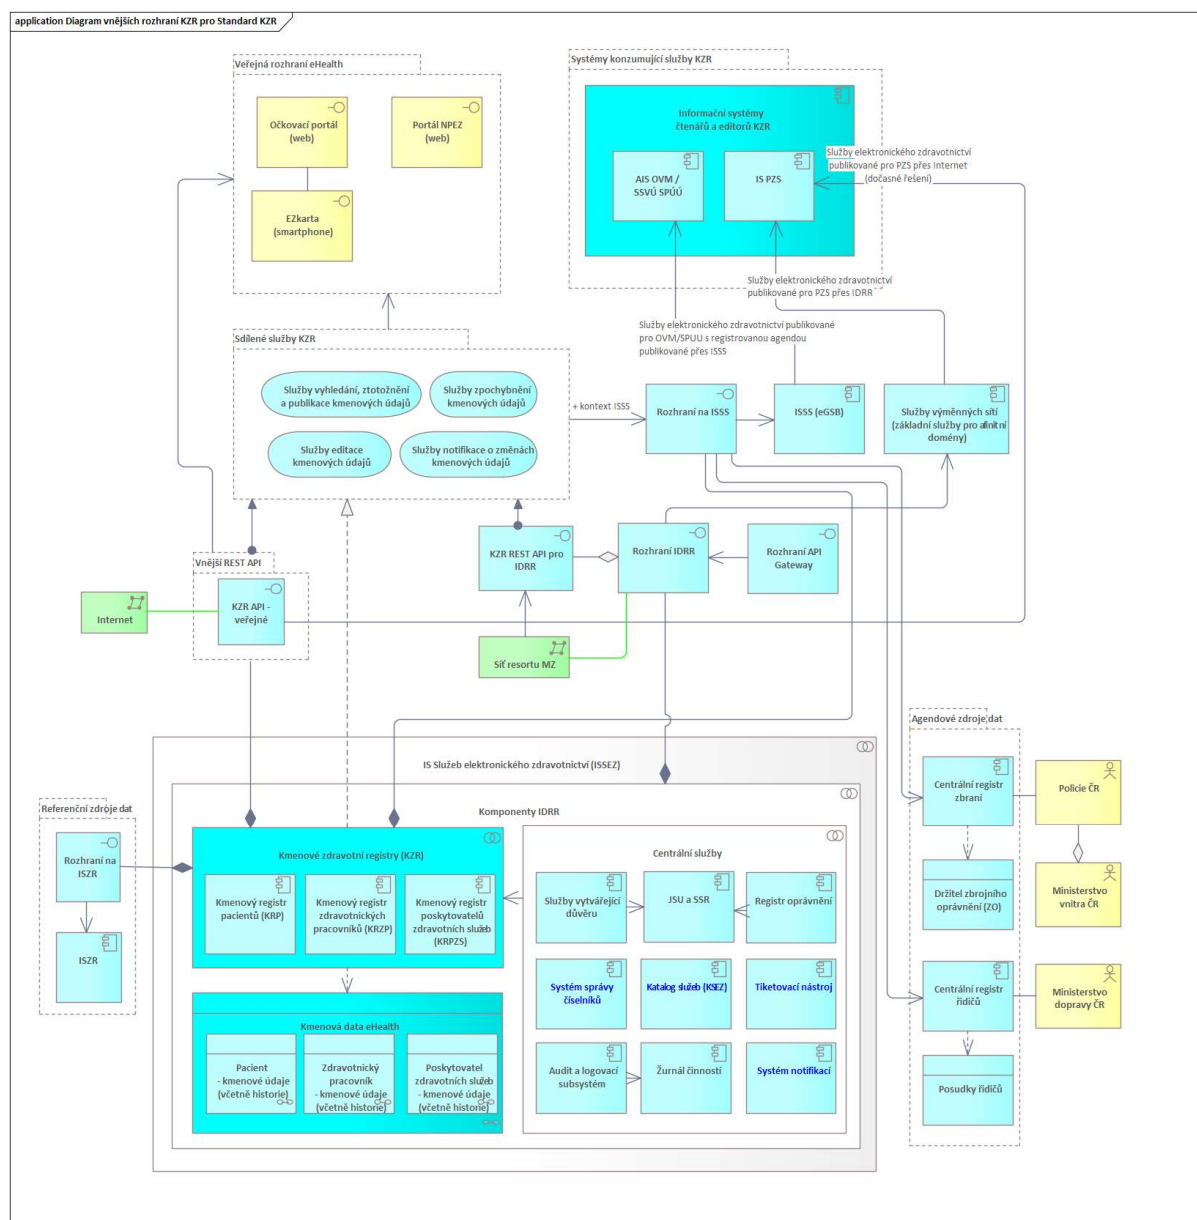 application Diagram vnějších rozhraní KZR pro Standard KZR
Veřejná rozhraní eHealth
Očkovací portál
(web)
Portál NPEZ
(web)
EZkarta
(smartphone)
Systémy konzumující služby KZR
Informační systémy
čtenářů a editorů KZR
AIS OVM /
SSVÚ SPÚÚ
IS PZS
Služby elektronického zdravotnictví
publikované pro PZS přes Internet
(dočasné řešení)
Služby elektronického zdravotnictví
publikované pro PZS přes IDRR
Služby elektronického zdravotnictví publikované
pro OVM/SPUU s registrovanou agendou
publikované přes ISSS
Sdílené služby KZR
Služby vyhledání, ztotožnění
a publikace kmenových údajů
Služby zpochybnění
kmenových údajů
Služby editace
kmenových údajů
Služby notifikace o změnách
kmenových údajů
+ kontext ISSS
Rozhraní na ISSS
ISSS (eGSB)
Služby výměnných sítí
(základní služby pro afinitní
domény)
KZR REST API pro
IDRR
Rozhraní IDRR
Rozhraní API
Gateway
Vnější REST API
KZR API -
veřejné
Internet
Síť resortu MZ
IS Služeb elektronického zdravotnictví (ISSEZ)
Komponenty IDRR
Referenční zdroje dat
Rozhraní na
ISZR
ISZR
Kmenové zdravotní registry (KZR)
Kmenový registr
pacientů (KRP)
Kmenový registr
zdravotnických
pracovníků (KRZP)
Kmenový registr
poskytovatelů
zdravotních služeb
(KRPZS)
Kmenová data eHealth
Pacient
- kmenové údaje
(včetně historie)
Zdravotnický
pracovník
- kmenové údaje
(včetně historie)
Poskytovatel
zdravotních služeb
- kmenové údaje
(včetně historie)
Centrální služby
Služby vytvářející
důvěru
JSU a SSR
Registr oprávnění
Systém správy
číselníků
Katalog služeb (KSEZ)
Tiketovací nástroj
Audit a logovací
subsystém
Žurnál činností
Systém notifikací
Agendové zdroje dat
Centrální registr
zbraní
Policie ČR
Držitel zbrojního
oprávnění (ZO)
Ministerstvo
vnitra ČR
Centrální registr
řidičů
Ministerstvo
dopravy ČR
Posudky řidičů